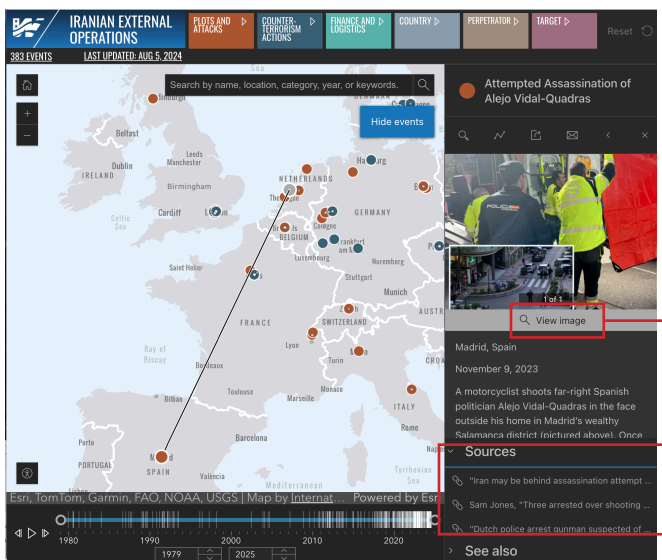 IRANIAN EXTERNAL
OPERATIONS
PLOTS AND
ATTACKS
COUNTER-
TERRORISM
ACTIONS
FINANCE AND
LOGISTICS
COUNTRY
PERPETRATOR
TARGET
Reset
383 EVENTS
LAST UPDATED: AUG 5, 2024
Search by name, location, category, year, or keywords.
Hide events
+
−
Belfast
Dublin
IRELAND
Leeds
Manchester
Birmingham
Cardiff
Celtic
Sea
NETHERLANDS
GERMANY
Cologne
BELGIUM
Luxembourg
Nuremberg
Saint Helier
Stuttgart
Munich
FRANCE
SWITZERLAND
AUSTR
Lyon
Turin
CROA
Bay of
Biscay
Bordeaux
Toulouse
Monaco
Marseille
Bilbao
ITALY
Rome
Porto
Barcelona
PORTUGAL
SPAIN
València
Naples
Tyrrhenian
Sea
Mediterranean
Esri, TomTom, Garmin, FAO, NOAA, USGS | Map by Internat... Powered by Esri
1980
1990
2000
2010
2020
1979
2025
Attempted Assassination of
Alejo Vidal-Quadras
POLICIA
1 of 1
View image
Madrid, Spain
November 9, 2023
A motorcyclist shoots far-right Spanish
politician Alejo Vidal-Quadras in the face
outside his home in Madrid's wealthy
Salamanca district (pictured above). Once
Sources
"Iran may be behind assassination attempt ...
Sam Jones, "Three arrested over shooting ...
"Dutch police arrest gunman suspected of ...
See also